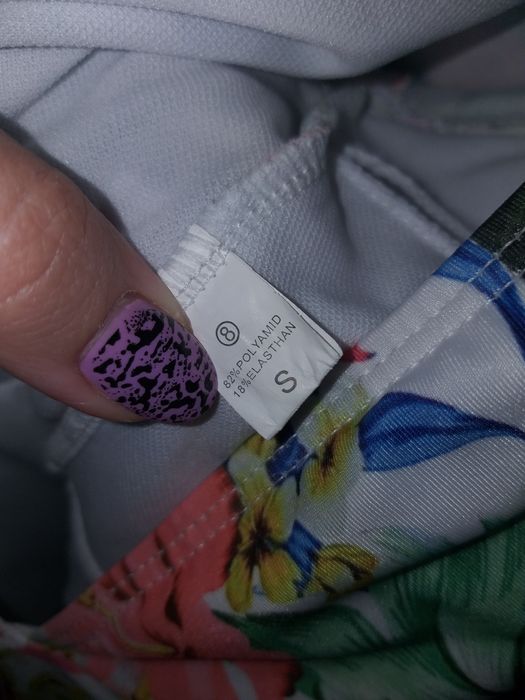 ⑧
82%POLYAMID
18%ELASTHAN
S